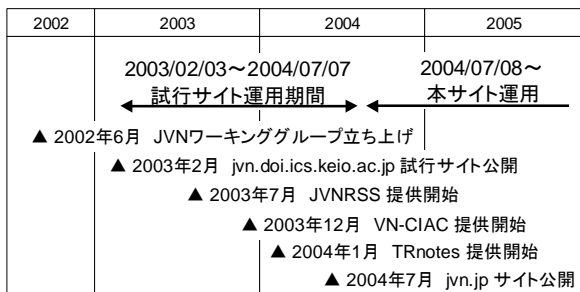 2002 2003 2004 2005
2003/02/03～2004/07/07 2004/07/08～
試行サイト運用期間 本サイト運用
▲ 2002年6月 JVNワーキンググループ立ち上げ
▲ 2003年2月 jvn.doi.ics.keio.ac.jp 試行サイト公開
▲ 2003年7月 JVNRSS 提供開始
▲ 2003年12月 VN-CIAC 提供開始
▲ 2004年1月 TRnotes 提供開始
▲ 2004年7月 jvn.jp サイト公開